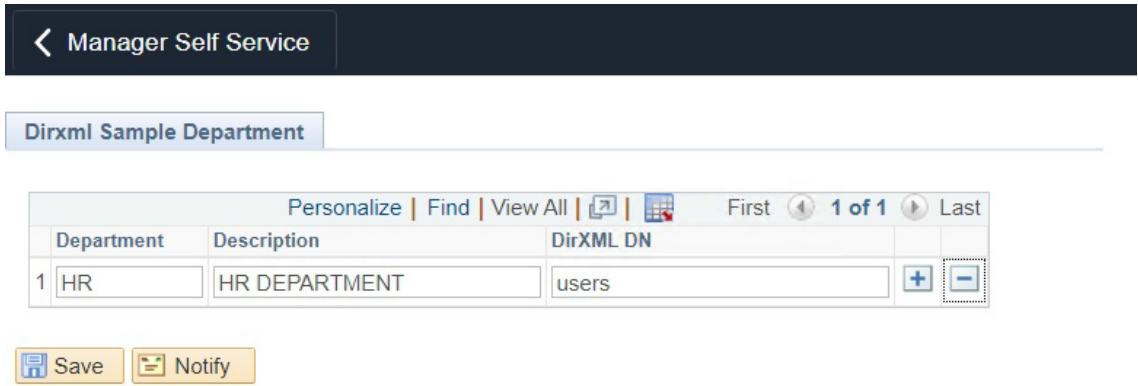 Manager Self Service
Dirxml Sample Department
Personalize | Find | View All | | First 1 of 1 Last
Department Description DirXML DN
1 HR HR DEPARTMENT users
Save Notify